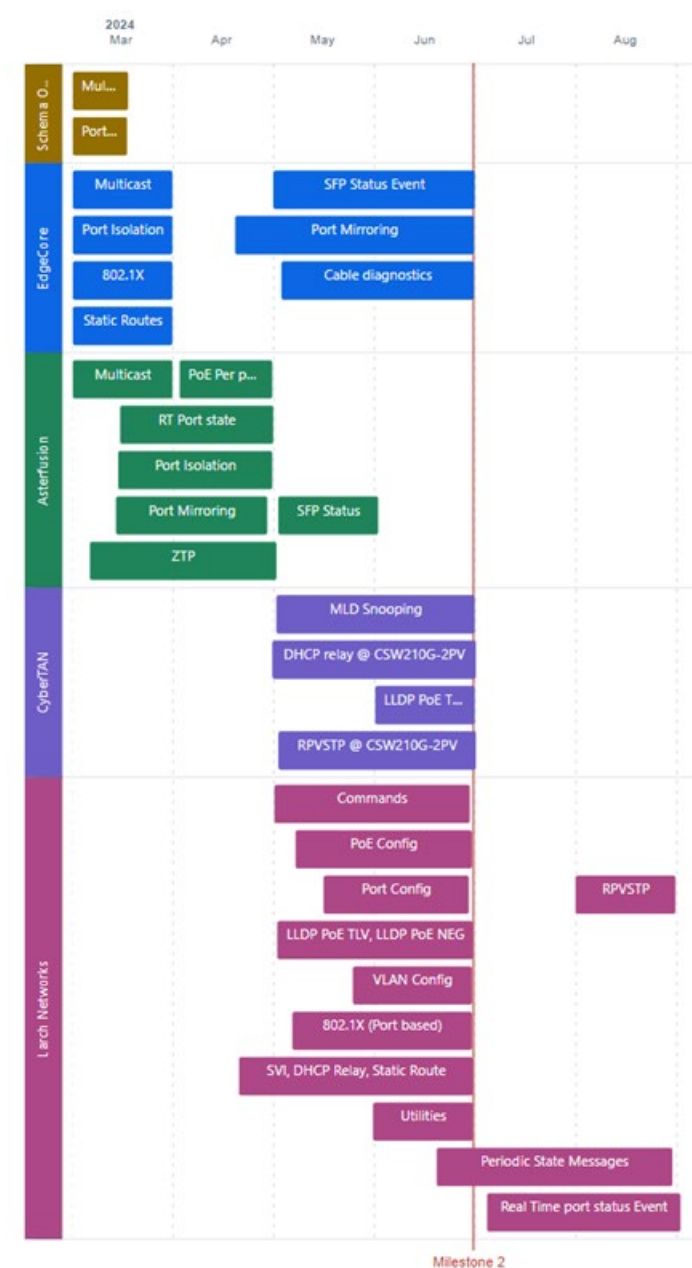 2024
Mar Apr May Jun Jul Aug
Schema O..
Mul...
Port...
EdgeCore
Multicast SFP Status Event
Port Isolation Port Mirroring
802.1X Cable diagnostics
Static Routes
Asterfusion
Multicast PoE Per p...
RT Port state
Port Isolation
Port Mirroring SFP Status
ZTP
CyberTAN
MLD Snooping
DHCP relay @ CSW210G-2PV
LLDP PoE T...
RPVSTP @ CSW210G-2PV
Larch Networks
Commands
PoE Config
Port Config RPVSTP
LLDP PoE TLV, LLDP PoE NEG
VLAN Config
802.1X (Port based)
SVI, DHCP Relay, Static Route
Utilities
Periodic State Messages
Real Time port status Event
Milestone 2